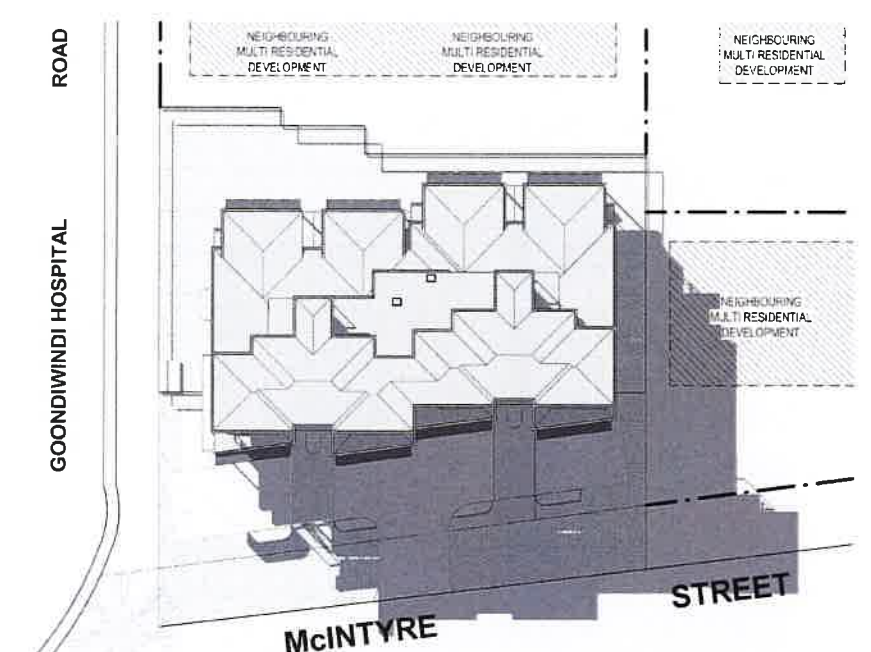 NEIGHBOURING
MULTI RESIDENTIAL
DEVELOPMENT
NEIGHBOURING
MULTI RESIDENTIAL
DEVELOPMENT
NEIGHBOURING
MULTI RESIDENTIAL
DEVELOPMENT
GOONDIWINDI HOSPITAL ROAD
NEIGHBOURING
MULTI RESIDENTIAL
DEVELOPMENT
McINTYRE STREET